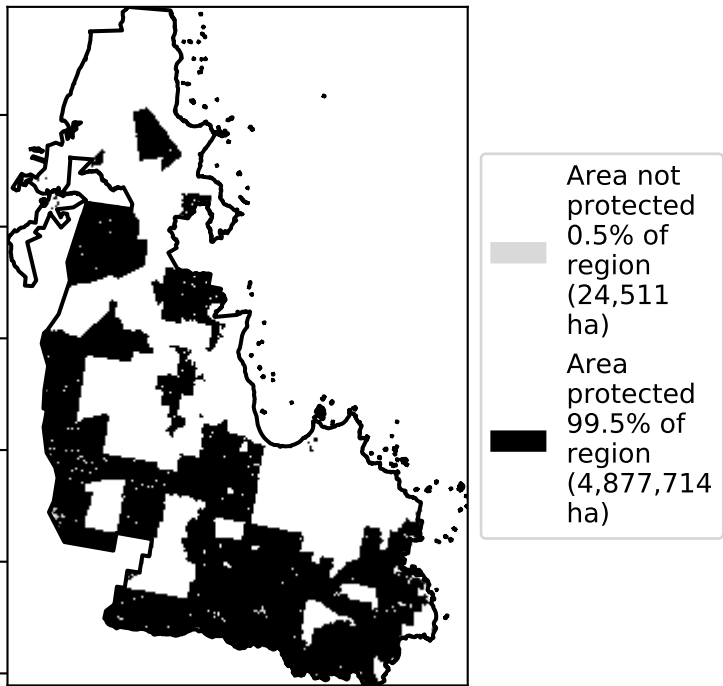 Area not
protected
0.5% of
region
(24,511
ha)
Area
protected
99.5% of
region
(4,877,714
ha)